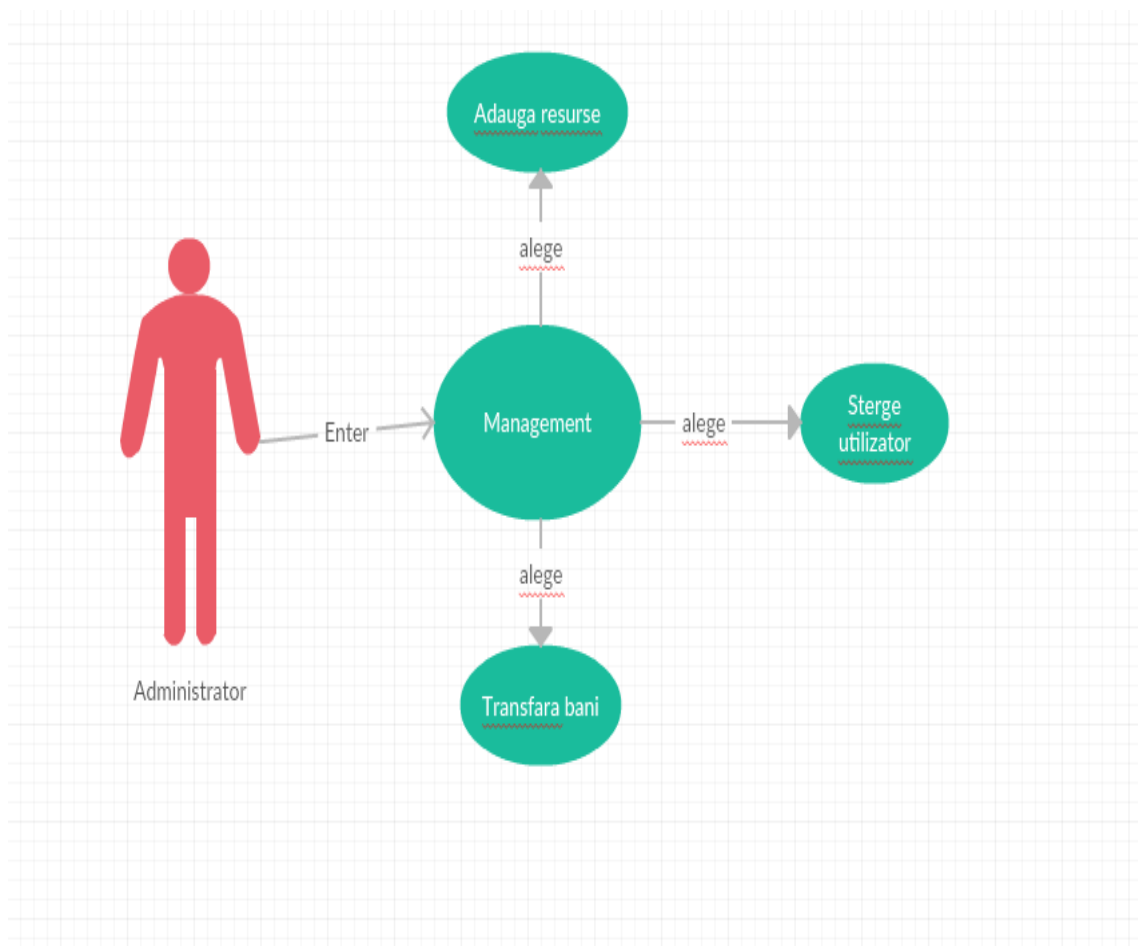 Adauga resurse
alege
Enter
Management
alege
Sterge
utilizator
alege
Transfara bani
Administrator